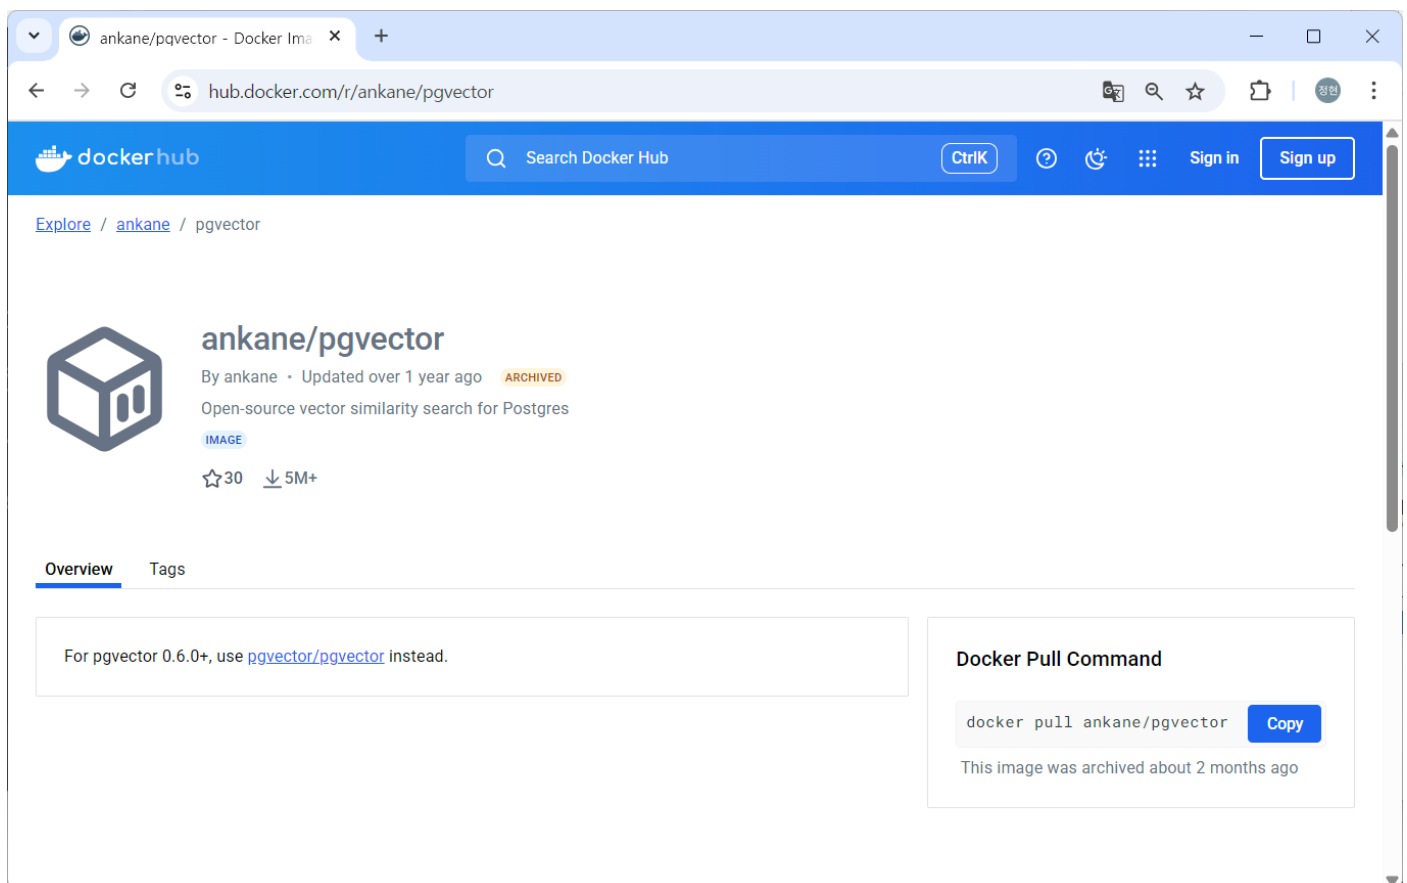 ankane/pgvector - Docker Ima
hub.docker.com/r/ankane/pgvector
정현
dockerhub
Search Docker Hub
CtrlK
Sign in
Sign up
Explore / ankane / pgvector
ankane/pgvector
By ankane • Updated over 1 year ago ARCHIVED
Open-source vector similarity search for Postgres
IMAGE
30 5M+
Overview Tags
For pgvector 0.6.0+, use pgvector/pgvector instead.
Docker Pull Command
docker pull ankane/pgvector Copy
This image was archived about 2 months ago